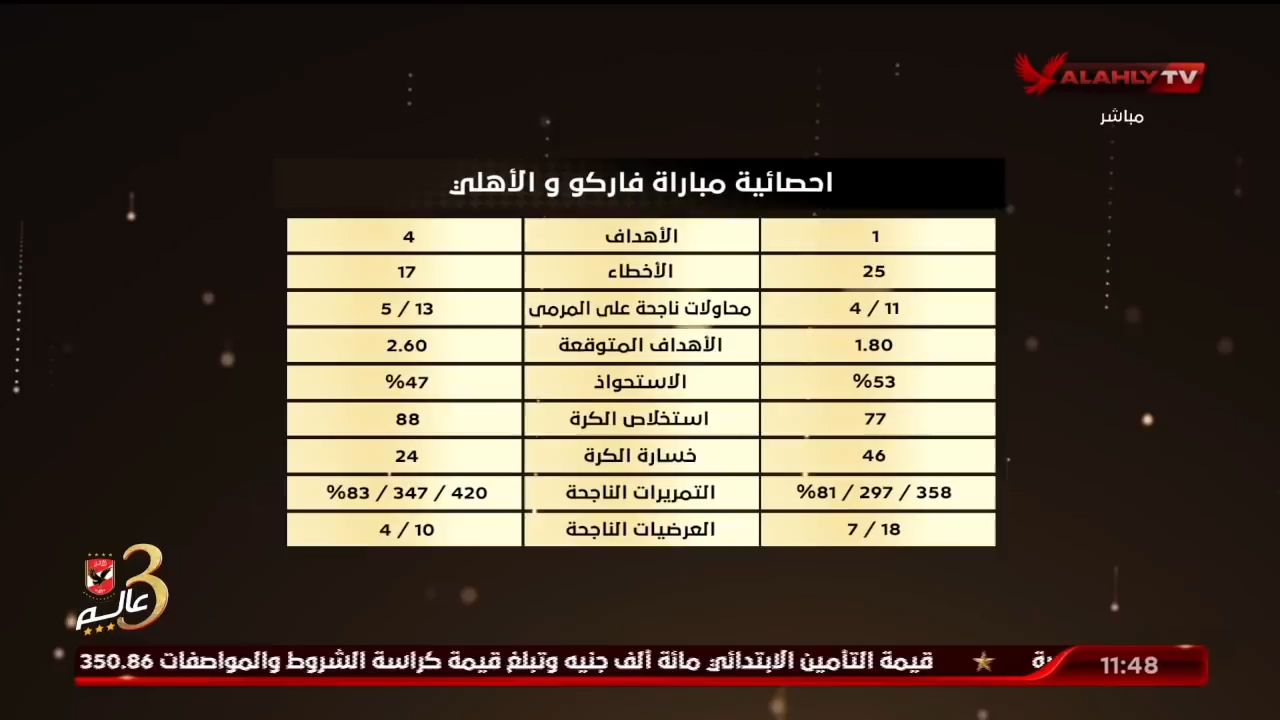 ALAHLY TV
مباشر
احصائية مباراة فاركو و الأهلي
1 الأهداف 4
25 الأخطاء 17
4 / 11 محاولات ناجحة على المرمى 5 / 13
1.80 الأهداف المتوقعة 2.60
%53 الاستحواذ %47
77 استخلاص الكرة 88
46 خسارة الكرة 24
%81 / 297 / 358 التمريرات الناجحة %83 / 347 / 420
7 / 18 العرضيات الناجحة 4 / 10
3 عالم
11:48
قيمة التأمين الابتدائي مائة ألف جنيه وتبلغ قيمة كراسة الشروط والمواصفات 350.86